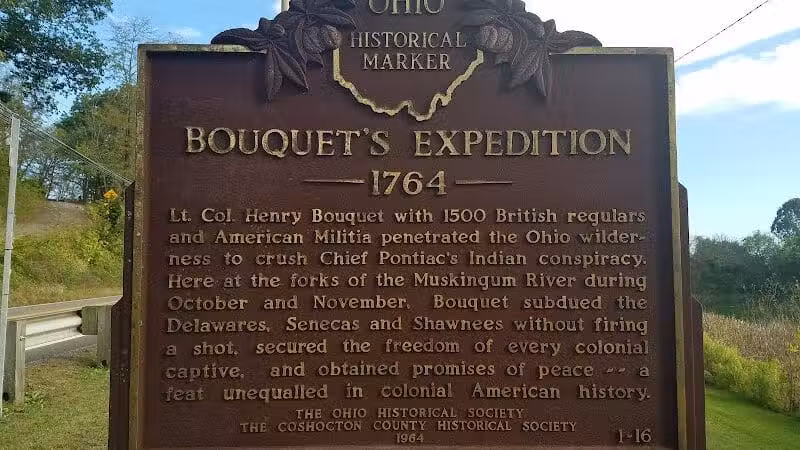 OHIO
HISTORICAL
MARKER
BOUQUET'S EXPEDITION
1764
Lt. Col. Henry Bouquet with 1500 British regulars
and American Militia penetrated the Ohio wilder-
ness to crush Chief Pontiac's Indian conspiracy.
Here at the forks of the Muskingum River during
October and November, Bouquet subdued the
Delawares, Senecas and Shawnees without firing
a shot, secured the freedom of every colonial
captive, and obtained promises of peace -- a
feat unequalled in colonial American history.
THE OHIO HISTORICAL SOCIETY
THE COSHOCTON COUNTY HISTORICAL SOCIETY
1964
1-16